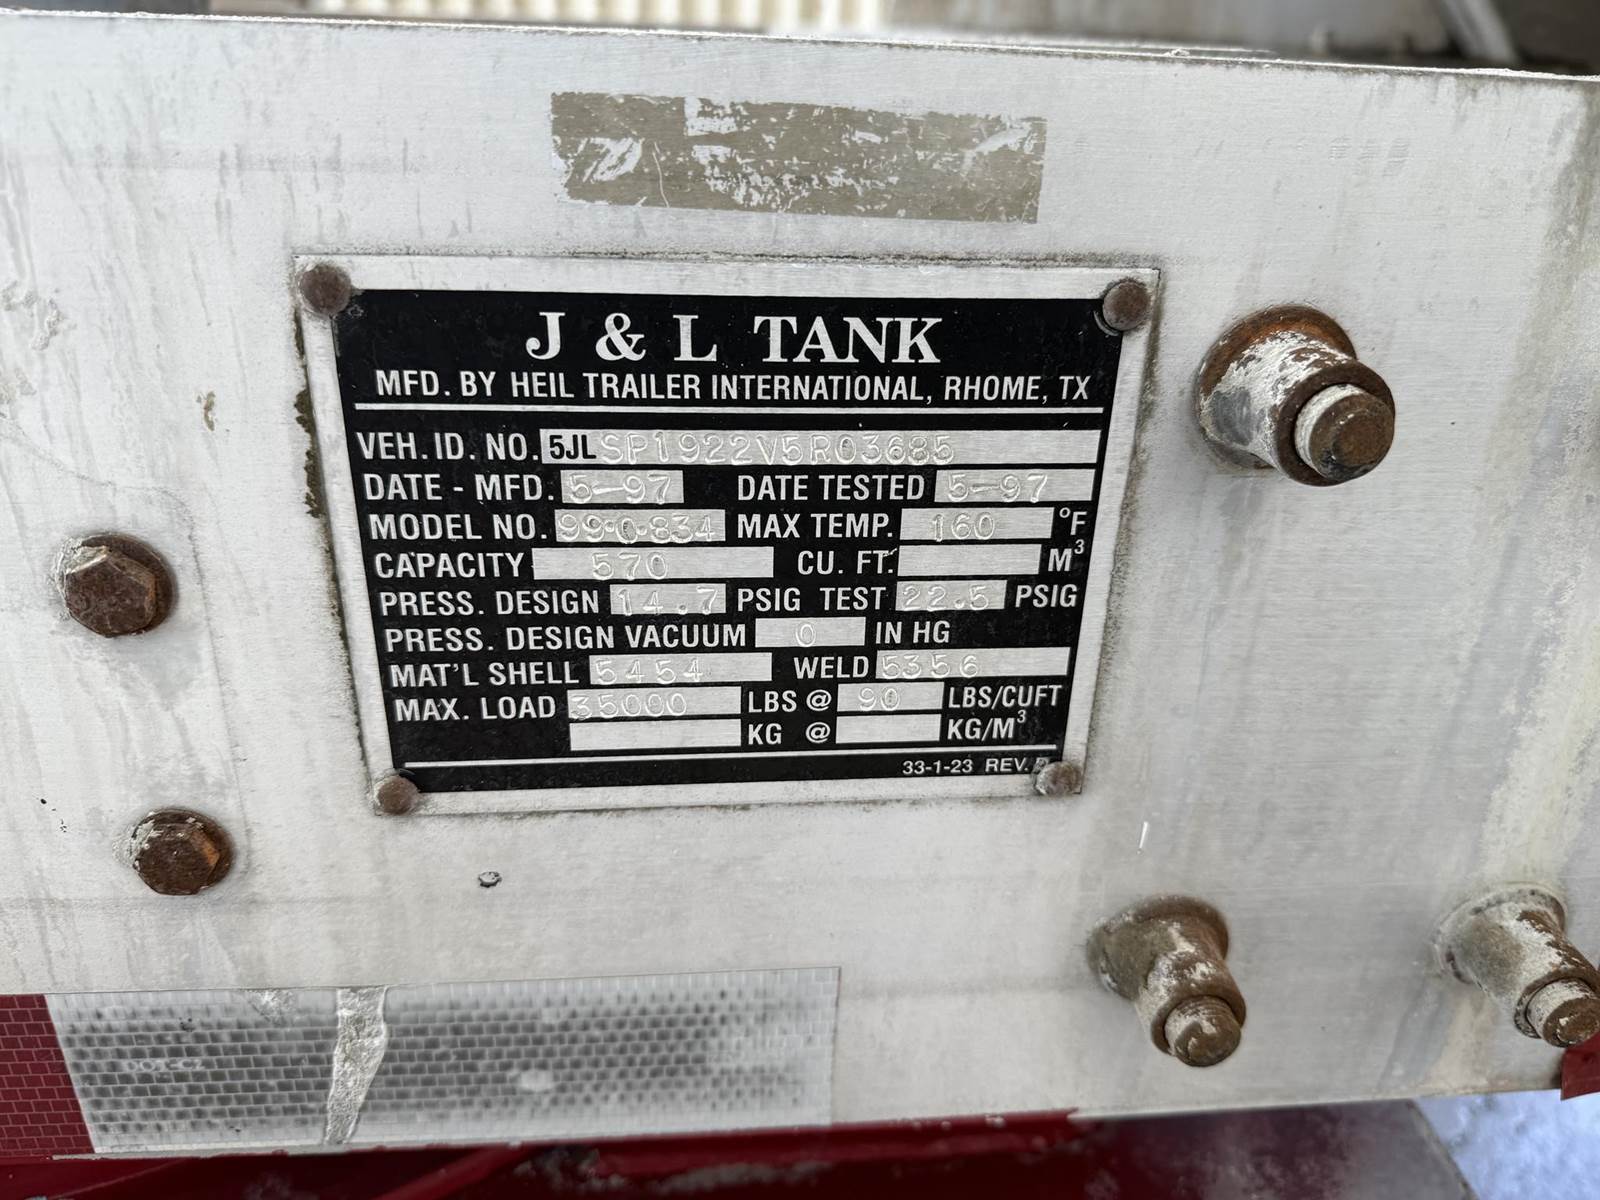 J & L TANK
MFD. BY HEIL TRAILER INTERNATIONAL, RHOME, TX
VEH. ID. NO. 5JLSP1922V5R03685
DATE - MFD. 5-97 DATE TESTED 5-97
MODEL NO. 99-0-834 MAX TEMP. 160 °F
CAPACITY 570 CU. FT. M³
PRESS. DESIGN 14.7 PSIG TEST 22.5 PSIG
PRESS. DESIGN VACUUM 0 IN HG
MAT'L SHELL 5454 WELD 5356
MAX. LOAD 35000 LBS @ 90 LBS/CUFT
KG @ KG/M³
33-1-23 REV.
DOT-C2